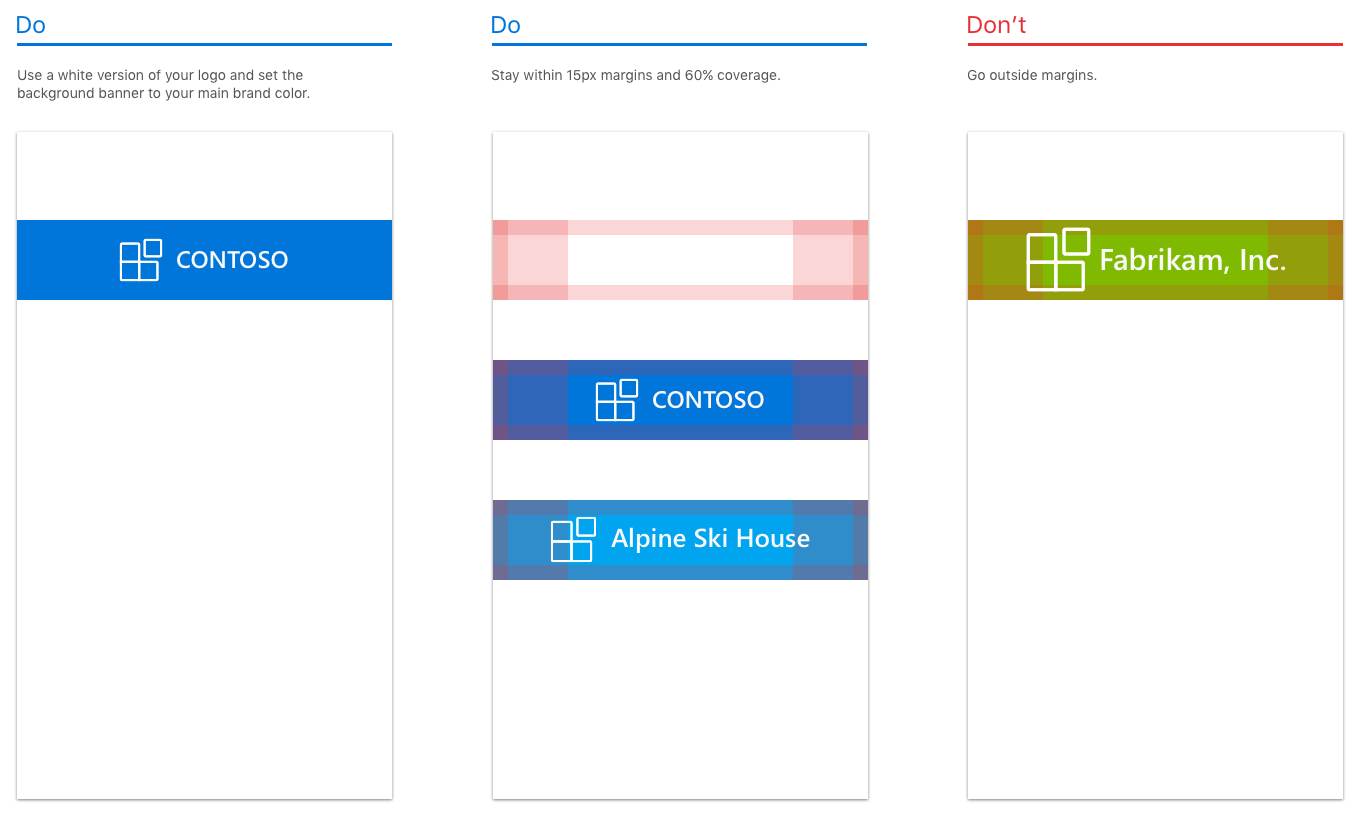 Do
Use a white version of your logo and set the
background banner to your main brand color.
CONTOSO
Do
Stay within 15px margins and 60% coverage.
CONTOSO
Alpine Ski House
Don’t
Go outside margins.
Fabrikam, Inc.